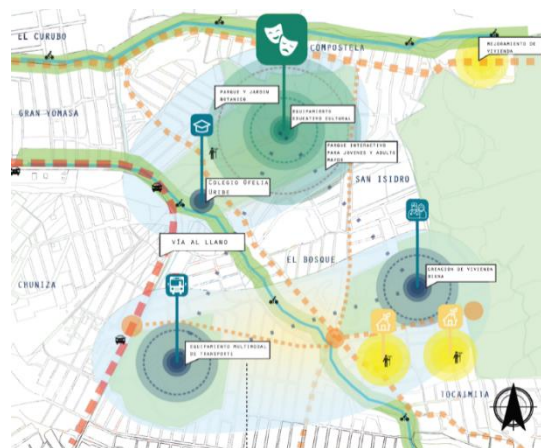 EL CURUBO
COMPOSTELA
MEJORAMIENTO DE
VIVIENDA
PARQUE Y JARDIN
BOTANICO
GRAN YOMASA
EQUIPAMIENTO
EDUCATIVO CULTURAL
PARQUE INTERACTIVO
PARA JOVENES Y ADULTO
MAYOR
SAN ISIDRO
COLEGIO OFELIA
URIBE
VÍA AL LLANO
EL BOSQUE
CREACION DE VIVIENDA
DIGNA
CHUNIZA
EQUIPAMIENTO MULTIMODAL
DE TRANSPORTE
TOCAIMITA